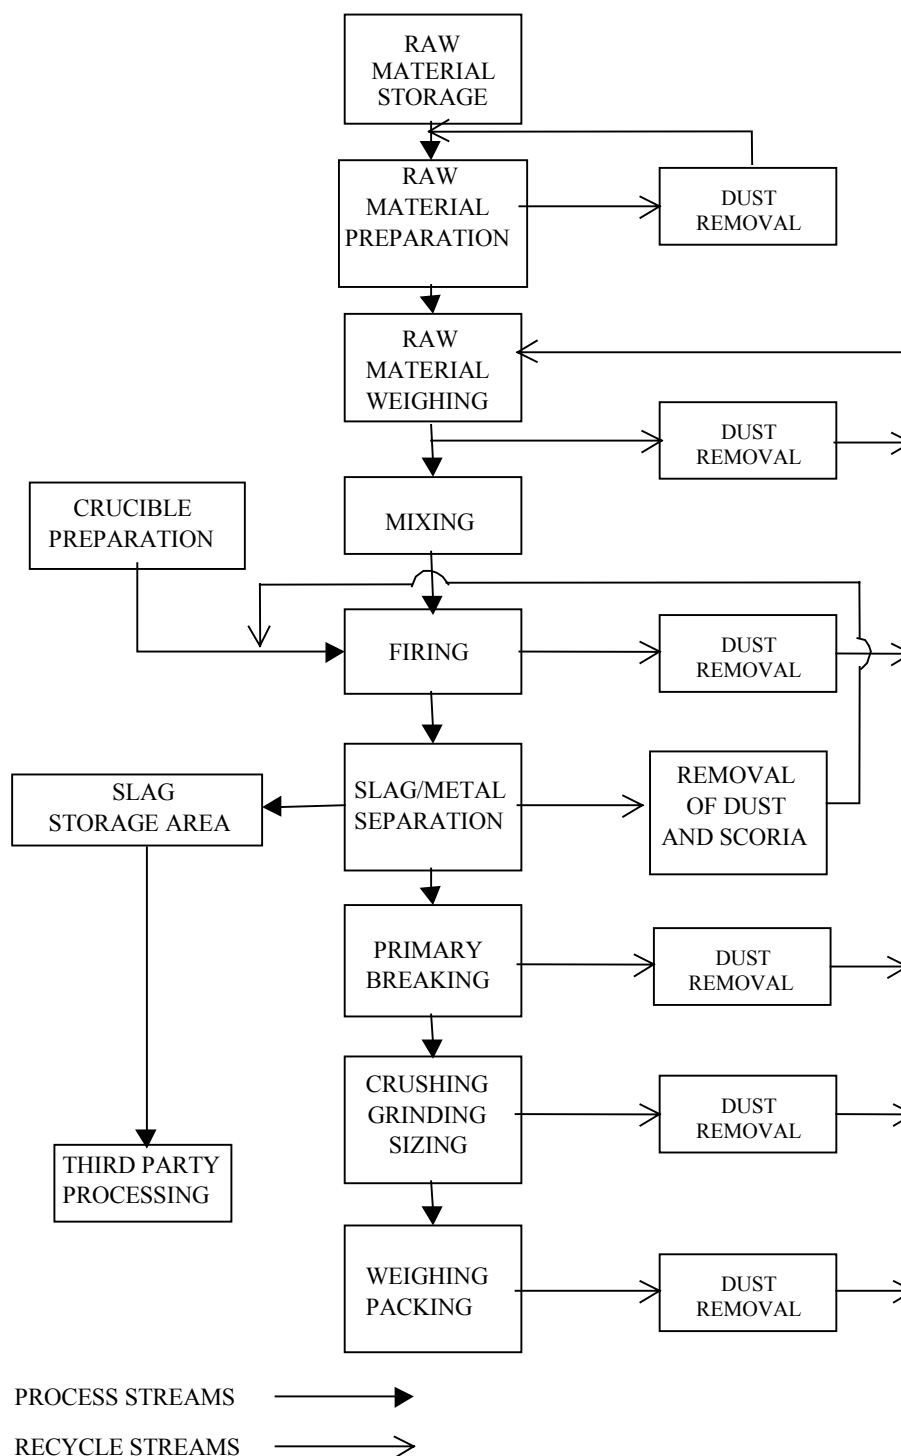 RAW
MATERIAL
STORAGE
RAW
MATERIAL
PREPARATION
DUST
REMOVAL
RAW
MATERIAL
WEIGHING
DUST
REMOVAL
CRUCIBLE
PREPARATION
MIXING
FIRING
DUST
REMOVAL
SLAG
STORAGE AREA
SLAG/METAL
SEPARATION
REMOVAL
OF DUST
AND SCORIA
PRIMARY
BREAKING
DUST
REMOVAL
CRUSHING
GRINDING
SIZING
DUST
REMOVAL
THIRD PARTY
PROCESSING
WEIGHING
PACKING
DUST
REMOVAL
PROCESS STREAMS
RECYCLE STREAMS